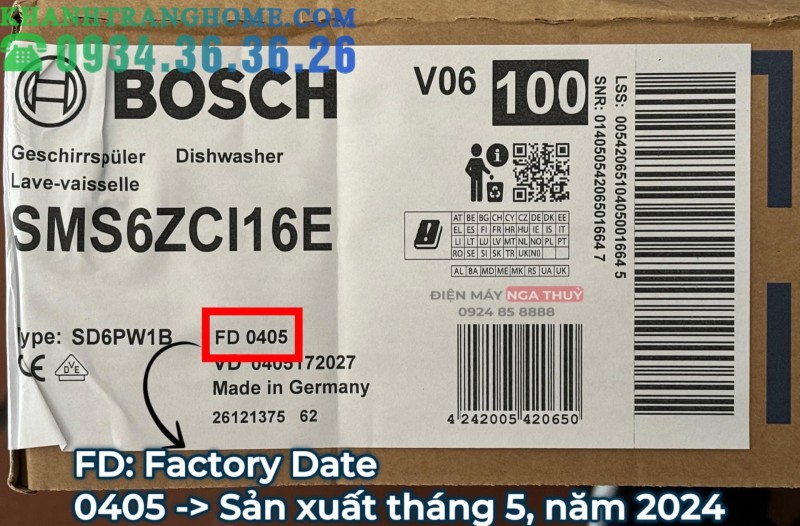 KHANHTRANGHOME.COM
0934.36.36.26
BOSCH
V06 100
Geschirrspüler Dishwasher
Lave-vaisselle
SMS6ZCI16E
LSS: 00542065104050016645
SNR: 014050542065016647
AT BE BG CH CY CZ DE DK EE
EL ES FI FR HR HU IE IS IT
LI LT LU LV MT NL NO PL PT
RO SE SI SK TR UK(NI)
AL BA MD ME MK RS UA UK
ĐIỆN MÁY NGA THUỶ
0924 85 8888
ype: SD6PW1B FD 0405
CE DVE
VD 0405172027
Made in Germany
26121375 62
4 242005 420650
FD: Factory Date
0405 -> Sản xuất tháng 5, năm 2024